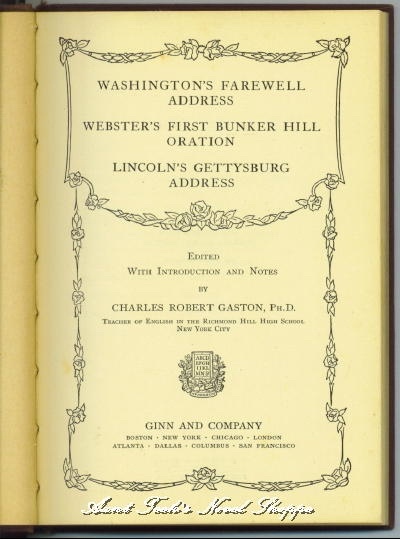 WASHINGTON'S FAREWELL
ADDRESS
WEBSTER'S FIRST BUNKER HILL
ORATION
LINCOLN'S GETTYSBURG
ADDRESS
EDITED
WITH INTRODUCTION AND NOTES
BY
CHARLES ROBERT GASTON, PH.D.
TEACHER OF ENGLISH IN THE RICHMOND HILL HIGH SCHOOL
NEW YORK CITY
GINN AND COMPANY
BOSTON · NEW YORK · CHICAGO · LONDON
ATLANTA · DALLAS · COLUMBUS · SAN FRANCISCO
Novel Shoppe